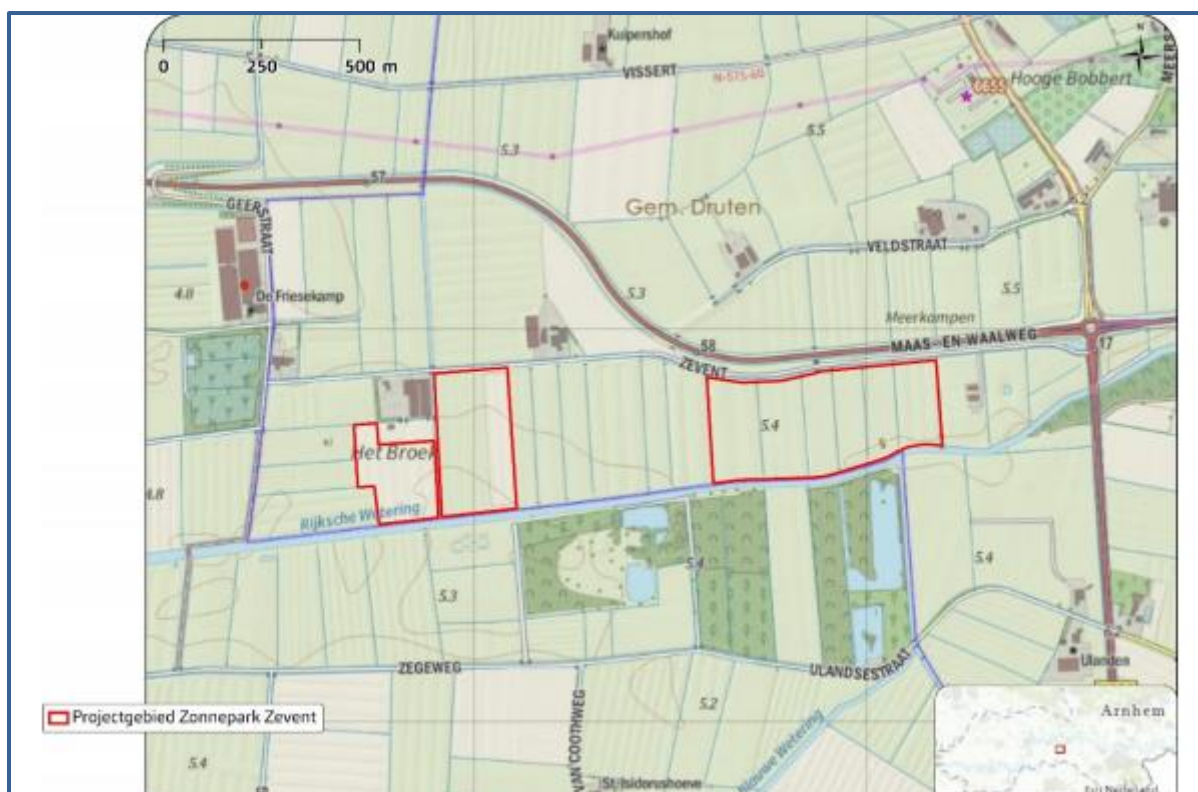 Kuipershof
0 250 500 m
VISSERT
N-575-60
Hooge Bobbert
5.5
5.3
57
GEERSTRAAT
Gem. Druten
VELDSTRAAT
4.8
De Friesekamp
5.3
5.5
Meerkampen
58
MAAS-EN-WAALWEG
17
ZEVENT
5.4
Het Broek
4.8
Rijksche Wetering
5.4
5.4
5.3
ZEGEWEG
ULANDSESTRAAT
Ulanden
5.2
Projectgebied Zonnepark Zevent
Arnhem
VAN COOTHWEG
Nieuwe Wetering
5.4
St. Isidorushoeve